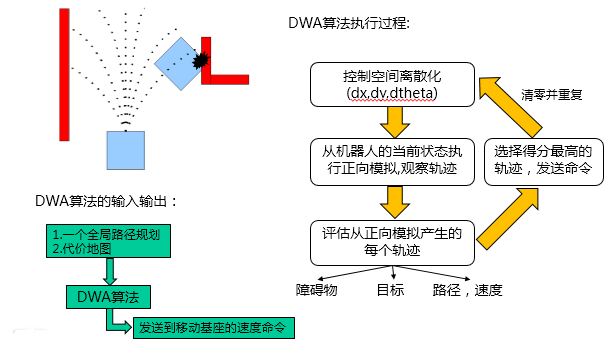 DWA算法执行过程:
控制空间离散化
(dx,dv.dtheta)
清零并重复
从机器人的当前状态执
行正向模拟,观察轨迹
选择得分最高的
轨迹，发送命令
评估从正向模拟产生的
每个轨迹
障碍物
目标
路径，速度
DWA算法的输入输出：
1.一个全局路径规划
2.代价地图
DWA算法
发送到移动基座的速度命令